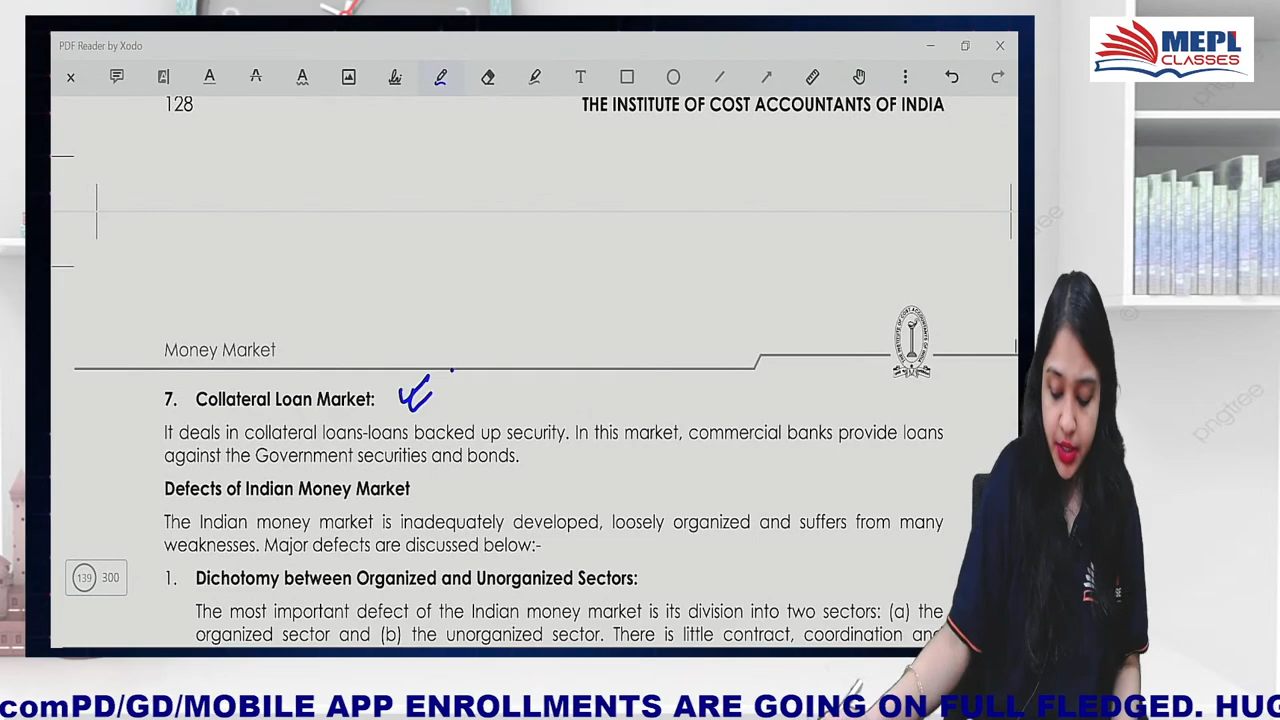 PDF Reader by Xodo
MEPL
CLASSES
128
THE INSTITUTE OF COST ACCOUNTANTS OF INDIA
Money Market
7. Collateral Loan Market:
It deals in collateral loans-loans backed up security. In this market, commercial banks provide loans
against the Government securities and bonds.
Defects of Indian Money Market
The Indian money market is inadequately developed, loosely organized and suffers from many
weaknesses. Major defects are discussed below:-
139 300
1. Dichotomy between Organized and Unorganized Sectors:
The most important defect of the Indian money market is its division into two sectors: (a) the
organized sector and (b) the unorganized sector. There is little contract, coordination and
comPD/GD/MOBILE APP ENROLLMENTS ARE GOING ON FULL FLEDGED. HUG
pngtree